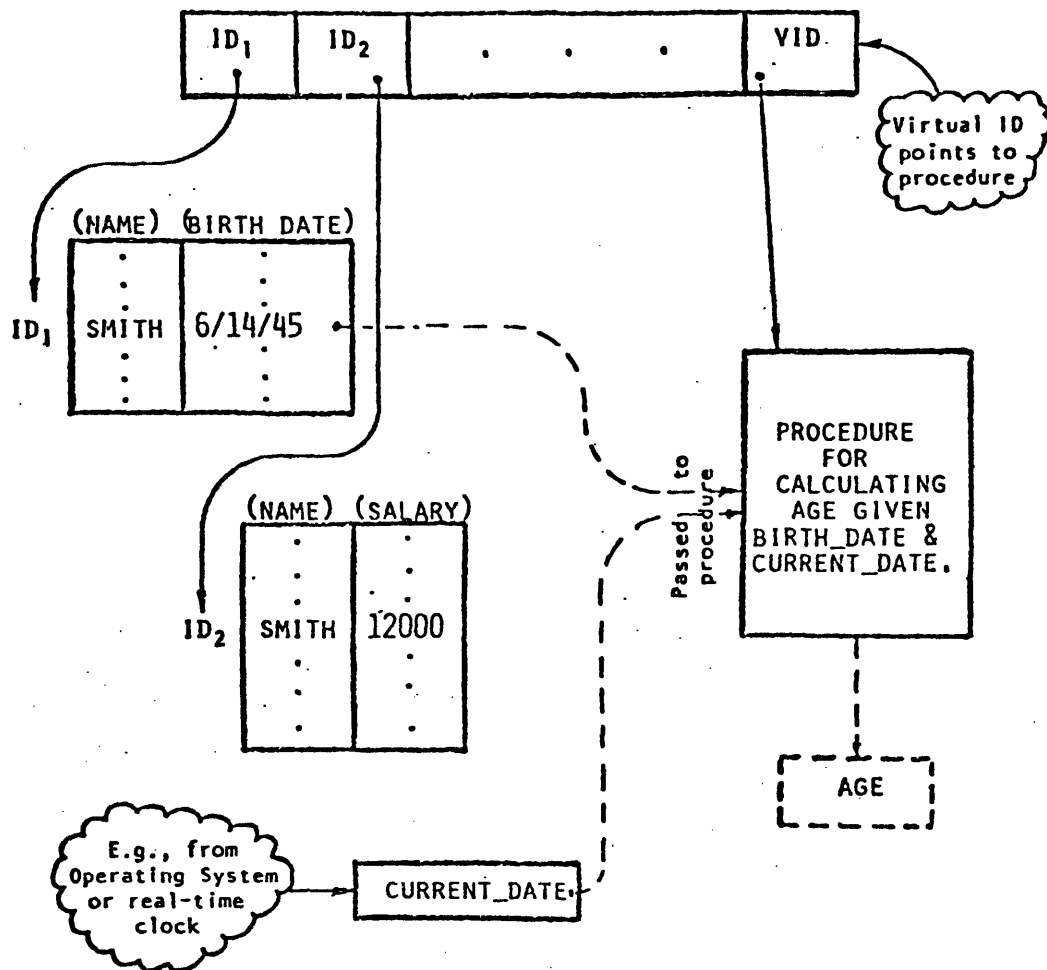 ID₁ ID₂ . . . VID
Virtual ID
points to
procedure
(NAME) (BIRTH DATE)
ID₁ SMITH 6/14/45
PROCEDURE
FOR
CALCULATING
AGE GIVEN
BIRTH_DATE &
CURRENT_DATE.
Passed to
procedure
(NAME) (SALARY)
ID₂ SMITH 12000
AGE
E.g., from
Operating System
or real-time
clock
CURRENT_DATE